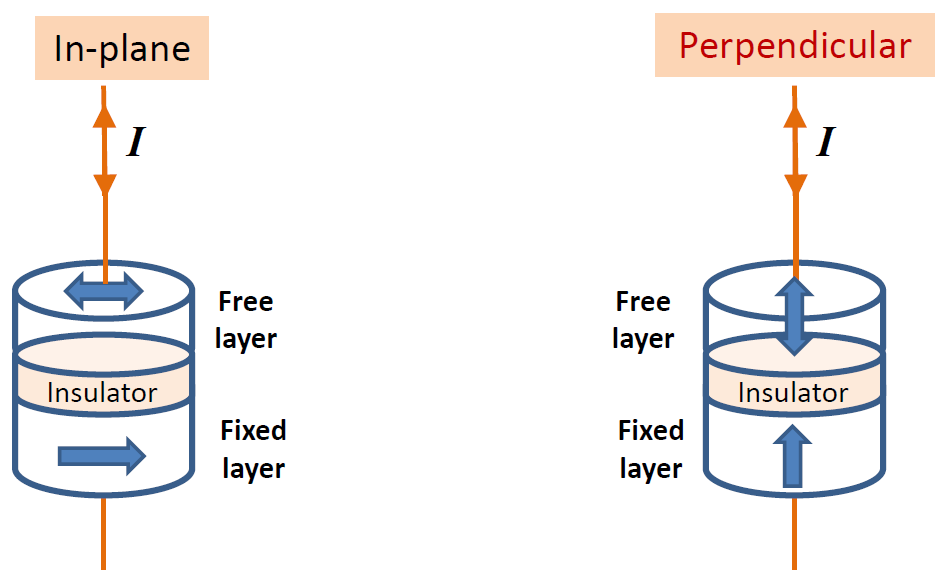 In-plane
Perpendicular
I
I
Free
layer
Free
layer
Insulator
Insulator
Fixed
layer
Fixed
layer